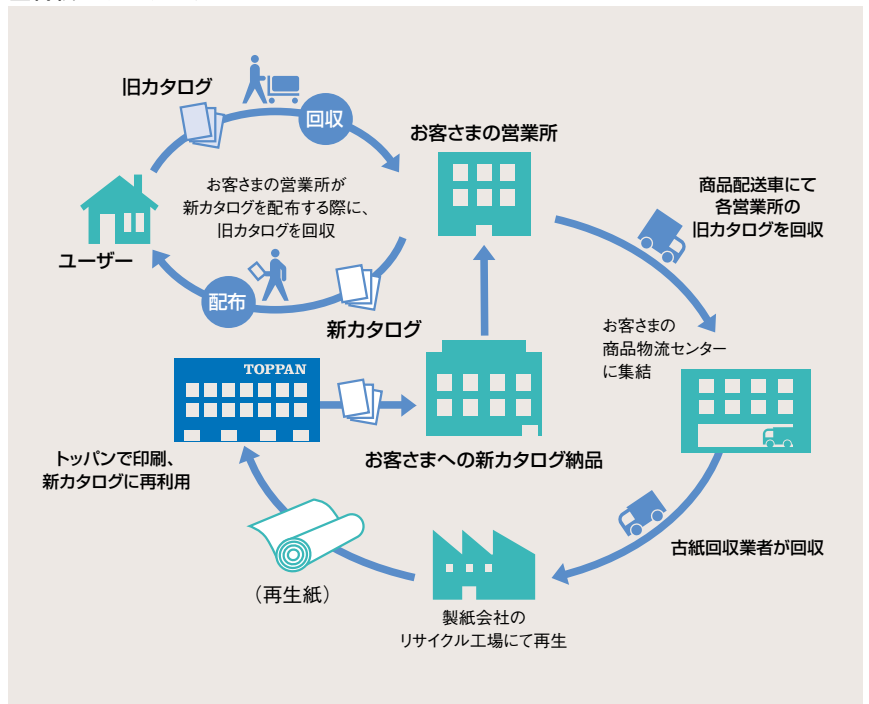 旧カタログ
回収
お客さまの営業所
お客さまの営業所が
新カタログを配布する際に、
旧カタログを回収
ユーザー
配布
新カタログ
商品配送車にて
各営業所の
旧カタログを回収
お客さまの
商品物流センター
に集結
TOPPAN
トッパンで印刷、
新カタログに再利用
お客さまへの新カタログ納品
古紙回収業者が回収
（再生紙）
製紙会社の
リサイクル工場にて再生